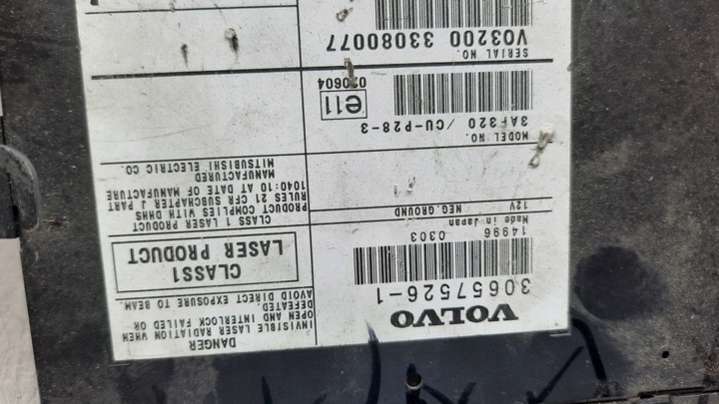 VOLVO
30657526-1
14996 0303
Made in Japan
12V NEG.GROUND
MODEL NO.
3AF320 /CU-P28-3
e11
020604
SERIAL NO.
VO3200 33080077
DANGER
INVISIBLE LASER RADIATION WHEN
OPEN AND INTERLOCK FAILED OR
DEFEATED.
AVOID DIRECT EXPOSURE TO BEAM.
CLASS1
LASER PRODUCT
CLASS 1 LASER PRODUCT
PRODUCT COMPLIES WITH DHHS
RULES 21 CFR SUBCHAPTER J PART
1040:10 AT DATE OF MANUFACTURE
MANUFACTURED
MITSUBISHI ELECTRIC CO.